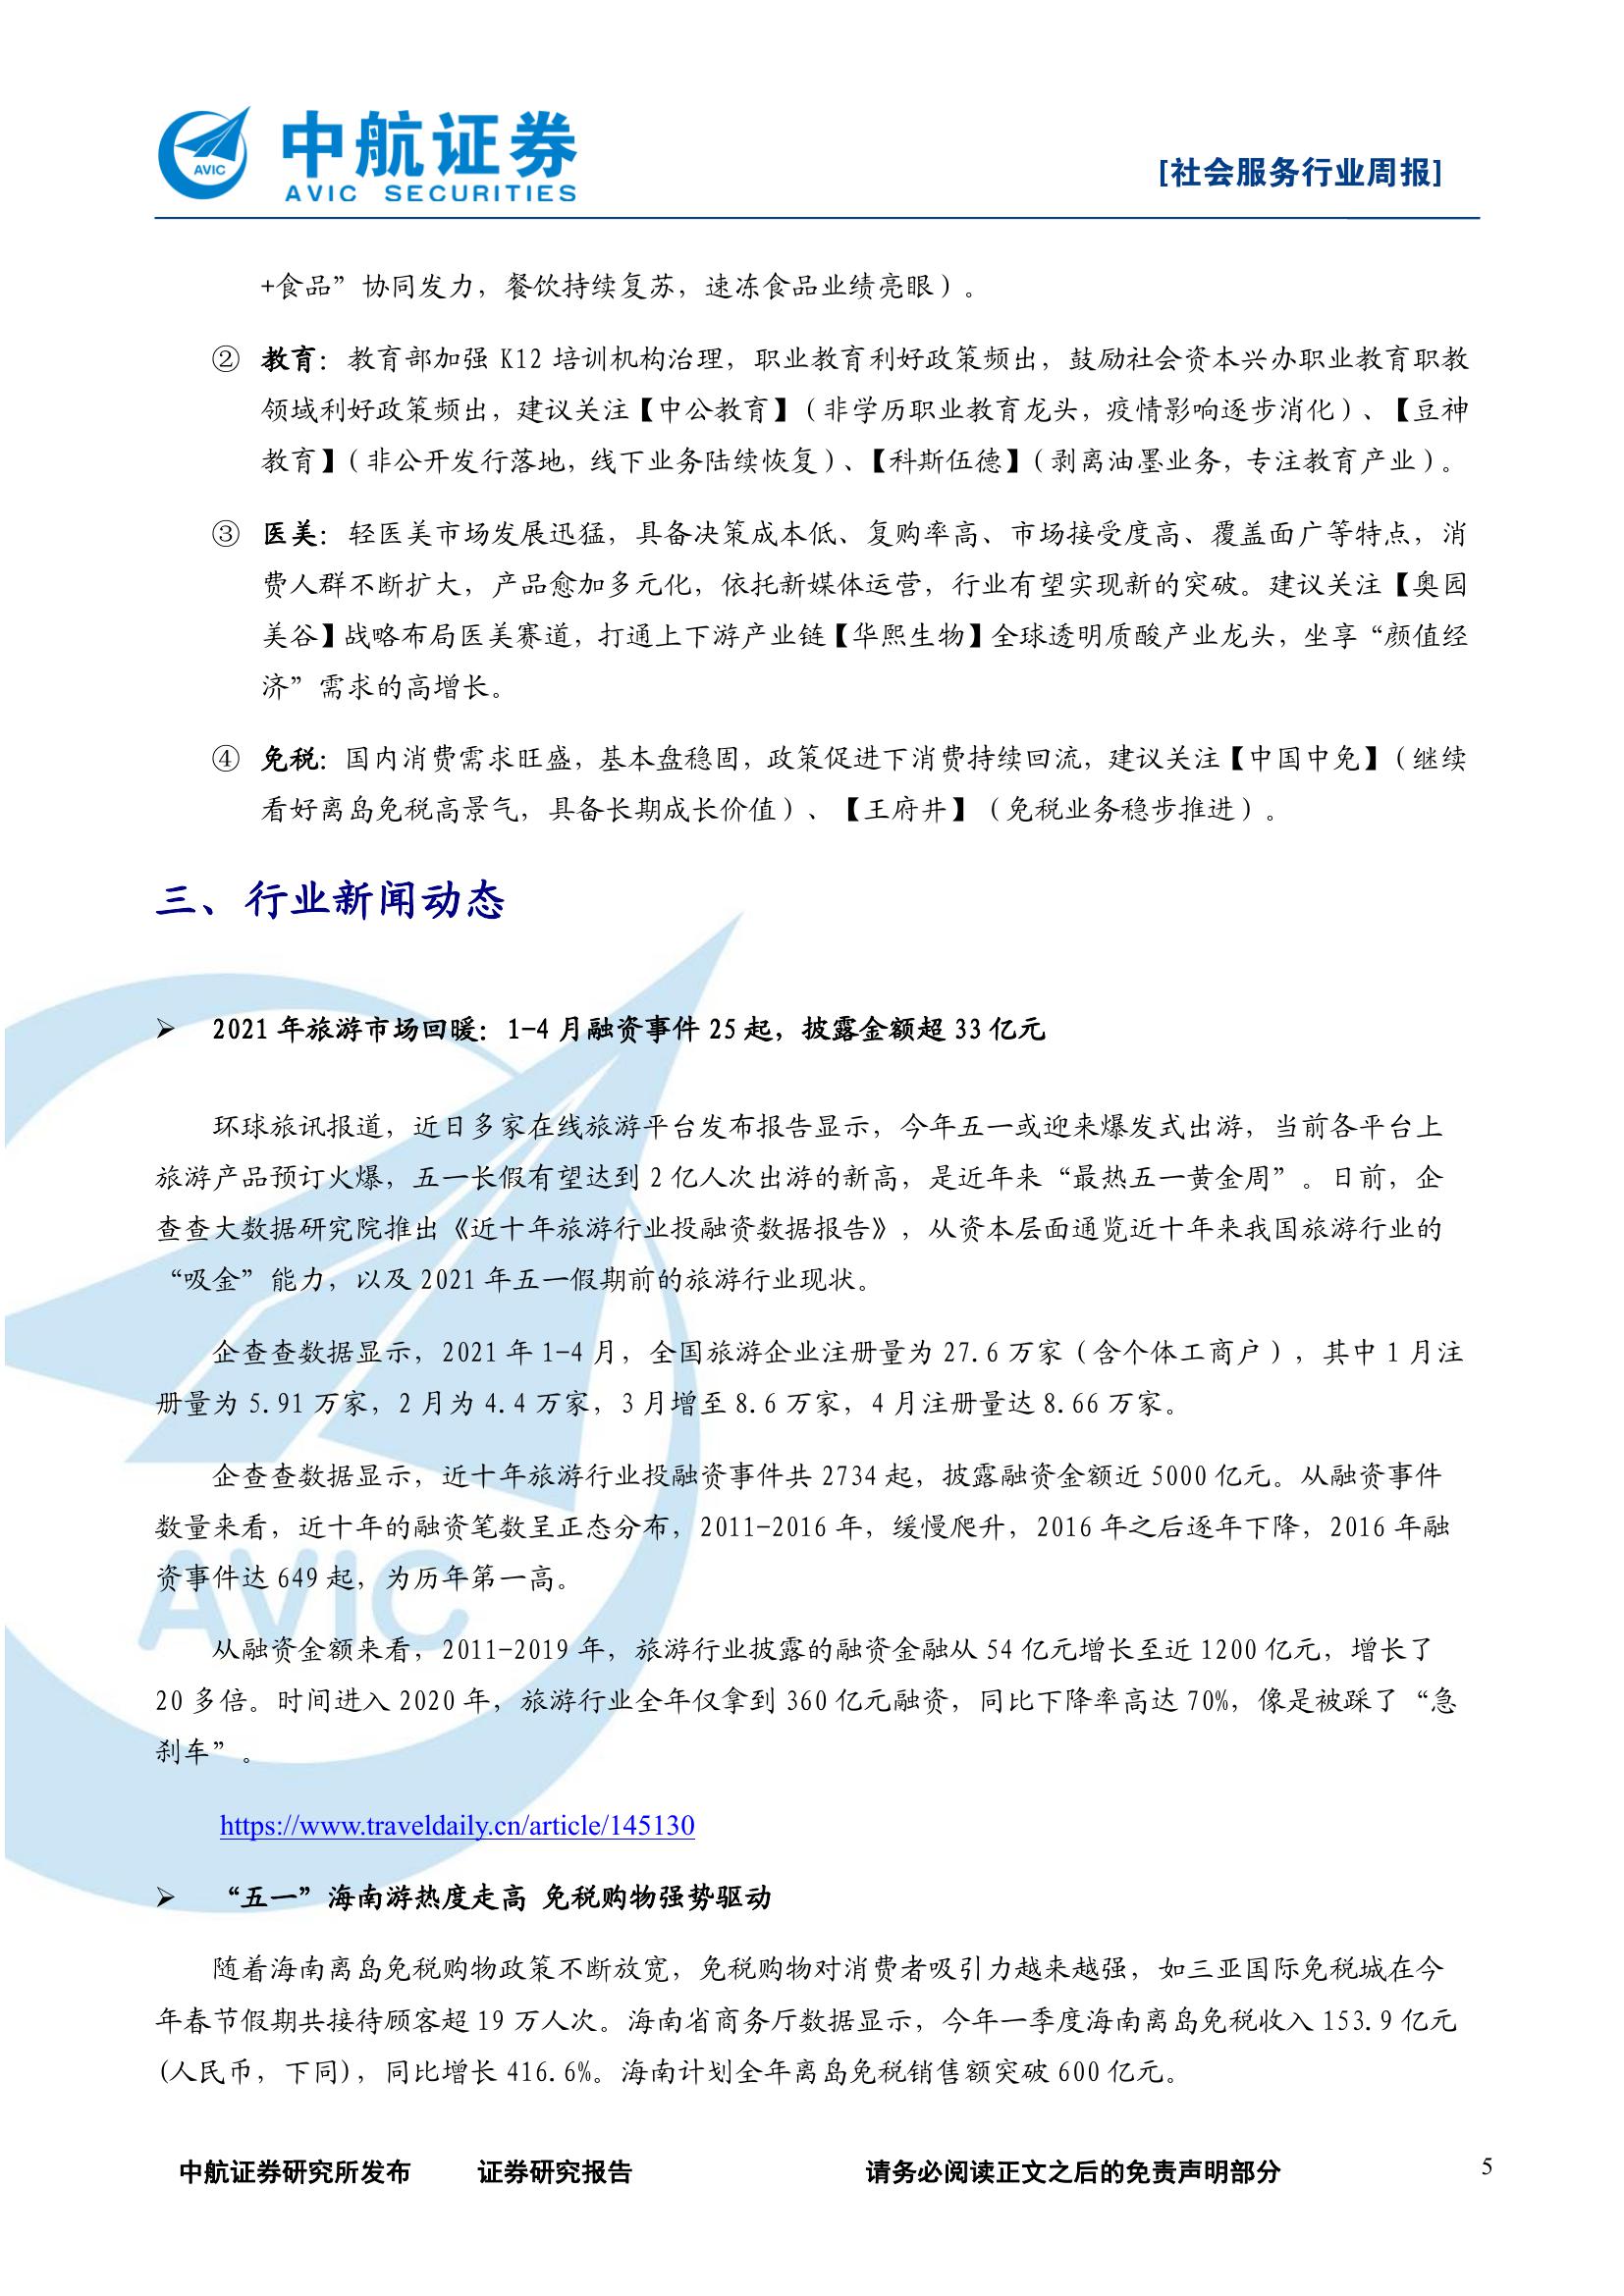 中航证券
AVIC SECURITIES
AVIC
[社会服务行业周报]
+食品”协同发力，餐饮持续复苏，速冻食品业绩亮眼）。
② 教育：教育部加强 K12 培训机构治理，职业教育利好政策频出，鼓励社会资本兴办职业教育职教
领域利好政策频出，建议关注【中公教育】（非学历职业教育龙头，疫情影响逐步消化）、【豆神
教育】（非公开发行落地，线下业务陆续恢复）、【科斯伍德】（剥离油墨业务，专注教育产业）。
③ 医美：轻医美市场发展迅猛，具备决策成本低、复购率高、市场接受度高、覆盖面广等特点，消
费人群不断扩大，产品愈加多元化，依托新媒体运营，行业有望实现新的突破。建议关注【奥园
美谷】战略布局医美赛道，打通上下游产业链【华熙生物】全球透明质酸产业龙头，坐享“颜值经
济”需求的高增长。
④ 免税：国内消费需求旺盛，基本盘稳固，政策促进下消费持续回流，建议关注【中国中免】（继续
看好离岛免税高景气，具备长期成长价值）、【王府井】（免税业务稳步推进）。
三、行业新闻动态
➢ 2021 年旅游市场回暖：1-4 月融资事件 25 起，披露金额超 33 亿元
环球旅讯报道，近日多家在线旅游平台发布报告显示，今年五一或迎来爆发式出游，当前各平台上
旅游产品预订火爆，五一长假有望达到 2 亿人次出游的新高，是近年来“最热五一黄金周”。日前，企
查查大数据研究院推出《近十年旅游行业投融资数据报告》，从资本层面通览近十年来我国旅游行业的
“吸金”能力，以及 2021 年五一假期前的旅游行业现状。
企查查数据显示，2021 年 1-4 月，全国旅游企业注册量为 27.6 万家（含个体工商户），其中 1 月注
册量为 5.91 万家，2 月为 4.4 万家，3 月增至 8.6 万家，4 月注册量达 8.66 万家。
企查查数据显示，近十年旅游行业投融资事件共 2734 起，披露融资金额近 5000 亿元。从融资事件
数量来看，近十年的融资笔数呈正态分布，2011-2016 年，缓慢爬升，2016 年之后逐年下降，2016 年融
资事件达 649 起，为历年第一高。
从融资金额来看，2011-2019 年，旅游行业披露的融资金融从 54 亿元增长至近 1200 亿元，增长了
20 多倍。时间进入 2020 年，旅游行业全年仅拿到 360 亿元融资，同比下降率高达 70%，像是被踩了“急
刹车”。
https://www.traveldaily.cn/article/145130
➢ “五一”海南游热度走高 免税购物强势驱动
随着海南离岛免税购物政策不断放宽，免税购物对消费者吸引力越来越强，如三亚国际免税城在今
年春节假期共接待顾客超 19 万人次。海南省商务厅数据显示，今年一季度海南离岛免税收入 153.9 亿元
(人民币，下同)，同比增长 416.6%。海南计划全年离岛免税销售额突破 600 亿元。
AVIC
中航证券研究所发布 证券研究报告 请务必阅读正文之后的免责声明部分 5